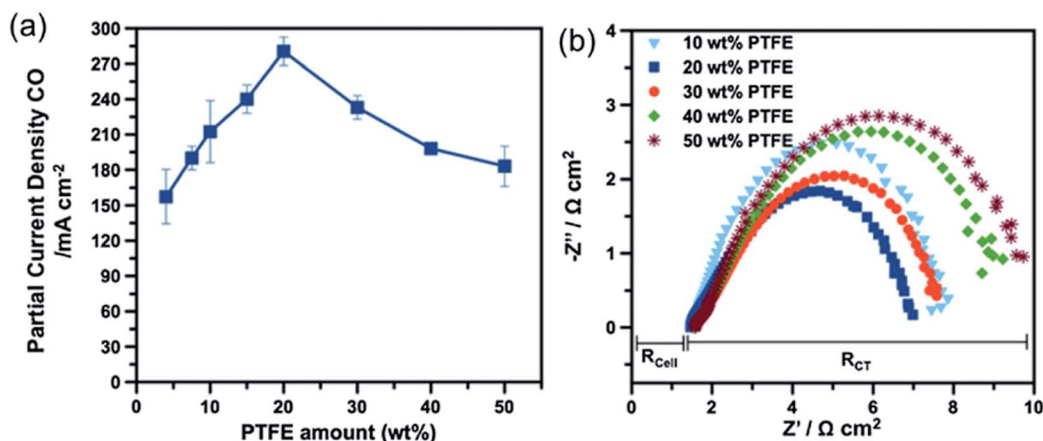 (a)
Partial Current Density CO
/mA cm-2
300
270
240
210
180
150
120
90
60
30
0
0
10
20
30
40
50
PTFE amount (wt%)
(b)
4
3
2
1
0
-Z'' / Ω cm2
10 wt% PTFE
20 wt% PTFE
30 wt% PTFE
40 wt% PTFE
50 wt% PTFE
RCell
RCT
0
2
4
6
8
10
Z' / Ω cm2